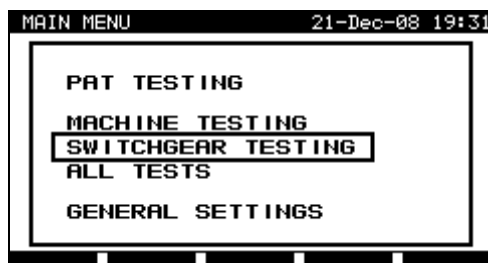 MAIN MENU 21-Dec-08 19:31
PAT TESTING
MACHINE TESTING
SWITCHGEAR TESTING
ALL TESTS
GENERAL SETTINGS